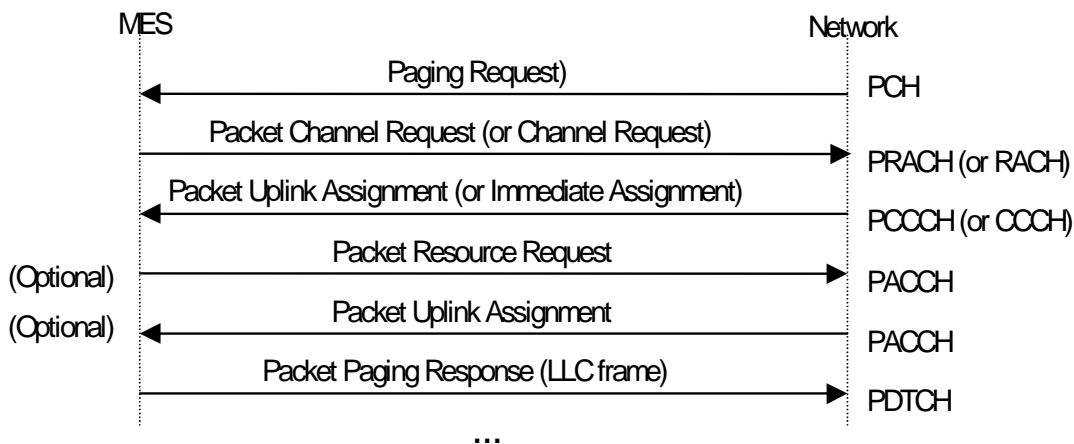 MES Network
Paging Request)
PCH
Packet Channel Request (or Channel Request)
PRACH (or RACH)
Packet Uplink Assignment (or Immediate Assignment)
PCCCH (or CCCH)
Packet Resource Request
(Optional)
PACCH
Packet Uplink Assignment
(Optional)
PACCH
Packet Paging Response (LLC frame)
PDTCH
...